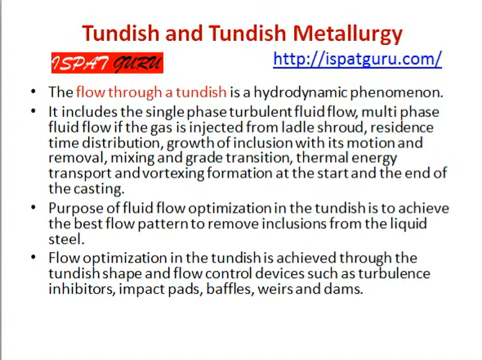 Tundish and Tundish Metallurgy
ISPAT GURU
http://ispatguru.com/
• The flow through a tundish is a hydrodynamic phenomenon.
• It includes the single phase turbulent fluid flow, multi phase
fluid flow if the gas is injected from ladle shroud, residence
time distribution, growth of inclusion with its motion and
removal, mixing and grade transition, thermal energy
transport and vortexing formation at the start and the end of
the casting.
• Purpose of fluid flow optimization in the tundish is to achieve
the best flow pattern to remove inclusions from the liquid
steel.
• Flow optimization in the tundish is achieved through the
tundish shape and flow control devices such as turbulence
inhibitors, impact pads, baffles, weirs and dams.